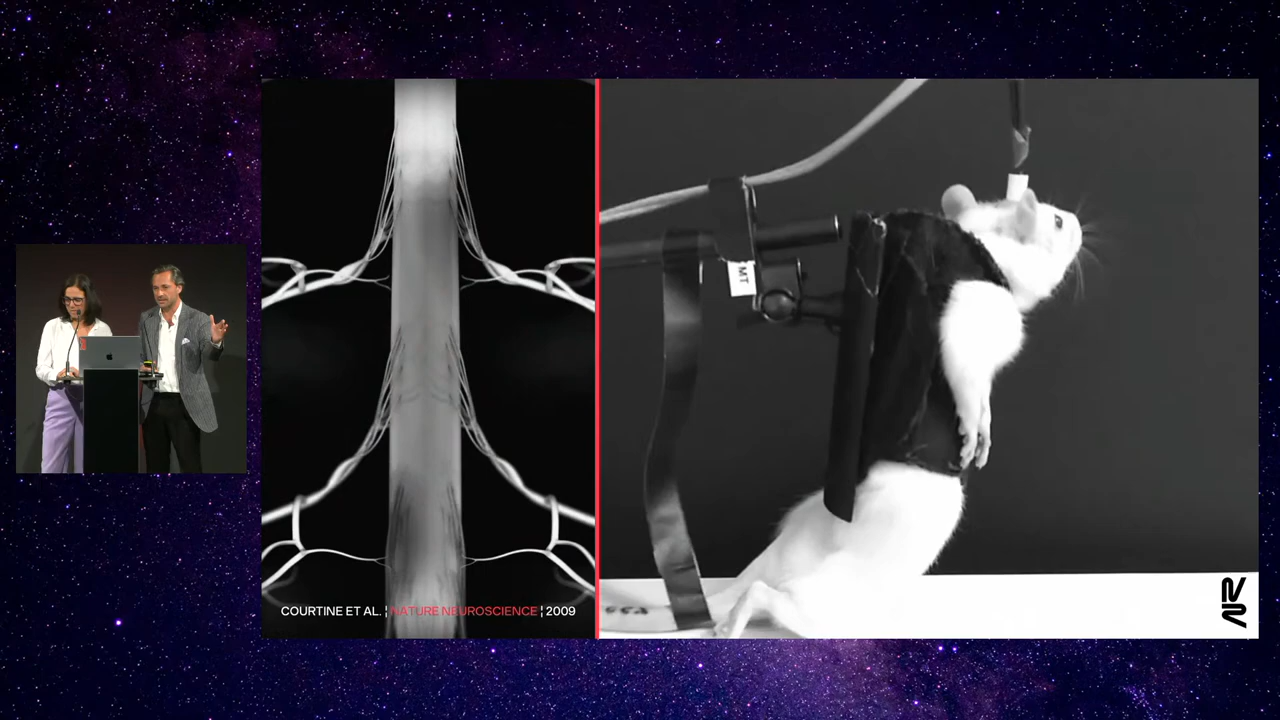 MT
COURTINE ET AL. ¦ NATURE NEUROSCIENCE ¦ 2009